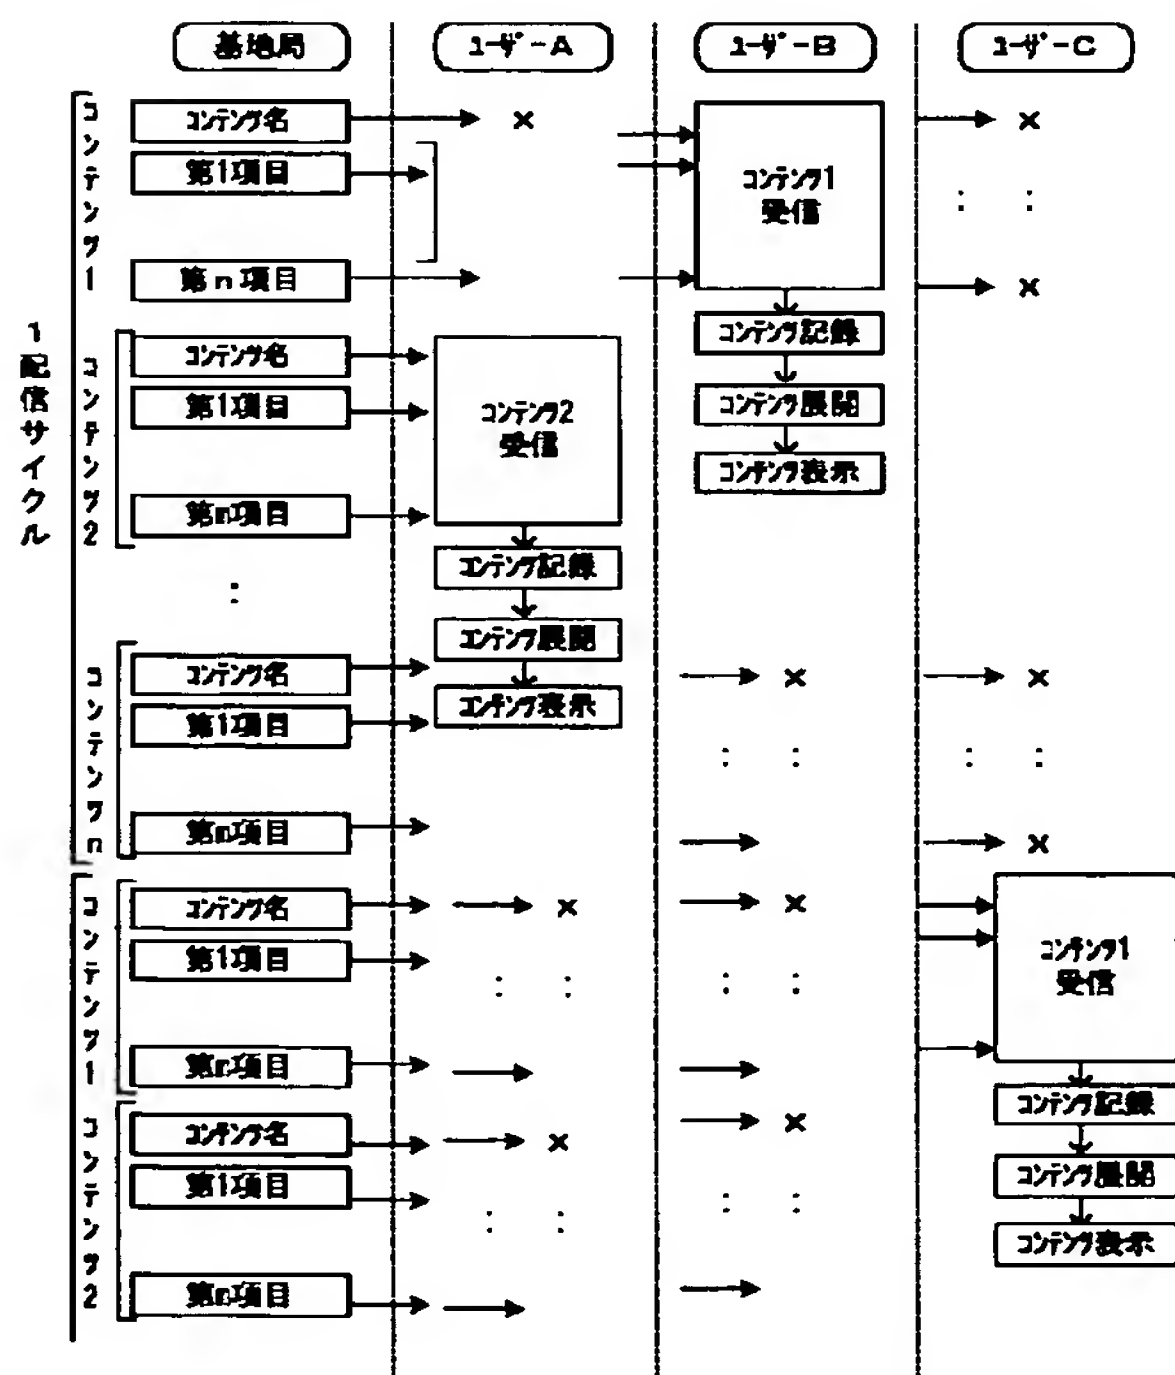 基地局
ユーザ-A
ユーザ-B
ユーザ-C
1配信サイクル
コンテンツ1
コンテンツ名
第1項目
第n項目
コンテンツ1
受信
コンテンツ記録
コンテンツ展開
コンテンツ表示
×
×
:
:
×
コンテンツ2
コンテンツ名
第1項目
第n項目
コンテンツ2
受信
コンテンツ記録
コンテンツ展開
コンテンツ表示
:
コンテンツn
コンテンツ名
第1項目
第n項目
×
×
: :
: :
×
コンテンツ1
コンテンツ名
第1項目
第n項目
×
×
: :
: :
コンテンツ1
受信
コンテンツ記録
コンテンツ展開
コンテンツ表示
コンテンツ2
コンテンツ名
第1項目
第n項目
×
×
: :
: :